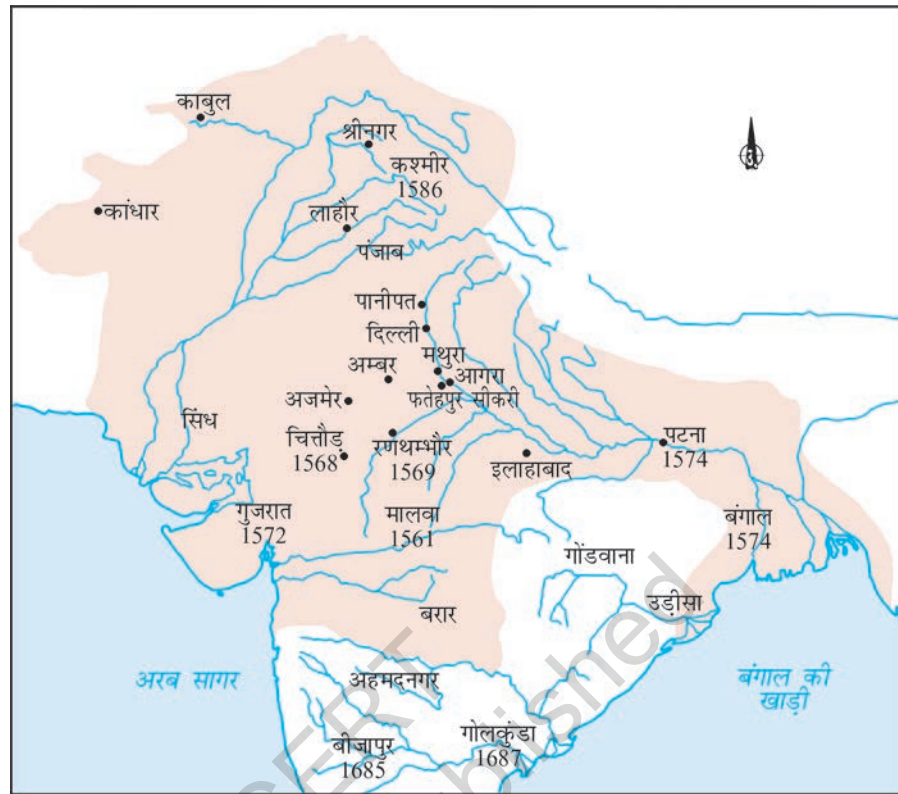 काबुल
श्रीनगर
कश्मीर
1586
कांधार
लाहौर
पंजाब
पानीपत
दिल्ली
मथुरा
अम्बर
आगरा
अजमेर
फतेहपुर सीकरी
सिंध
चित्तौड़
1568
रणथम्भौर
1569
इलाहाबाद
पटना
1574
गुजरात
1572
मालवा
1561
बंगाल
1574
गोंडवाना
उड़ीसा
बरार
अरब सागर
अहमदनगर
बंगाल की
खाड़ी
गोलकुंडा
1687
बीजापुर
1685